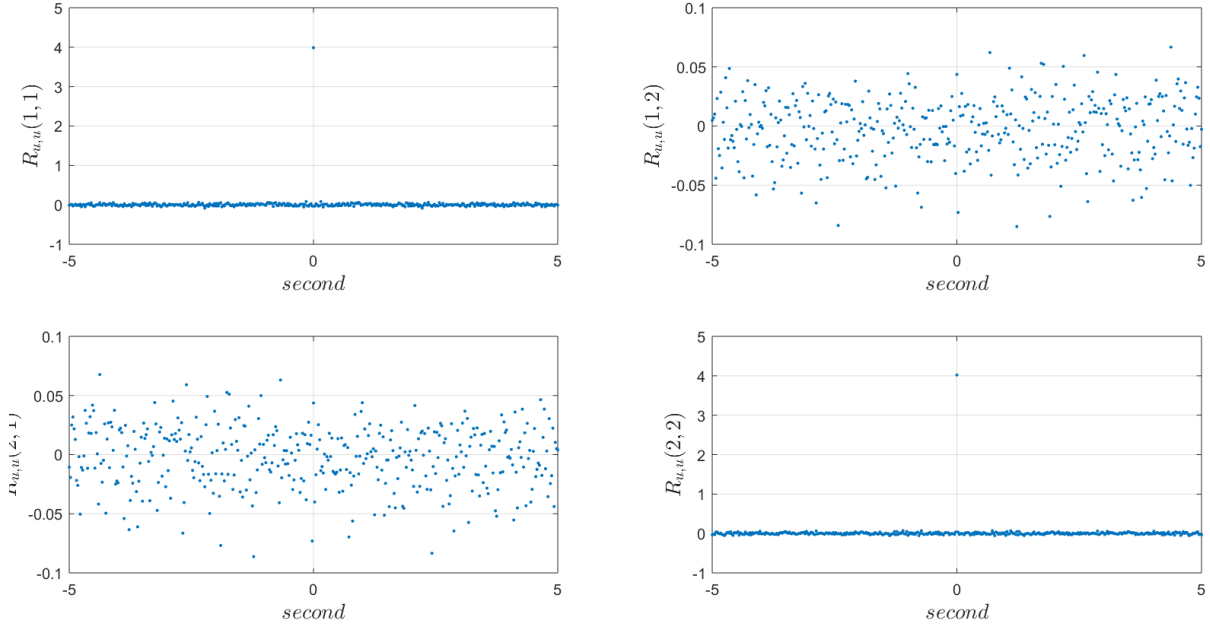 5
4
3
2
1
0
-1
-5 0 5
second
R_{u,u}(1, 1)
0.1
0.05
0
-0.05
-0.1
-5 0 5
second
R_{u,u}(1, 2)
0.1
0.05
0
-0.05
-0.1
-5 0 5
second
R_{u,u}(2, 1)
5
4
3
2
1
0
-1
-5 0 5
second
R_{u,u}(2, 2)